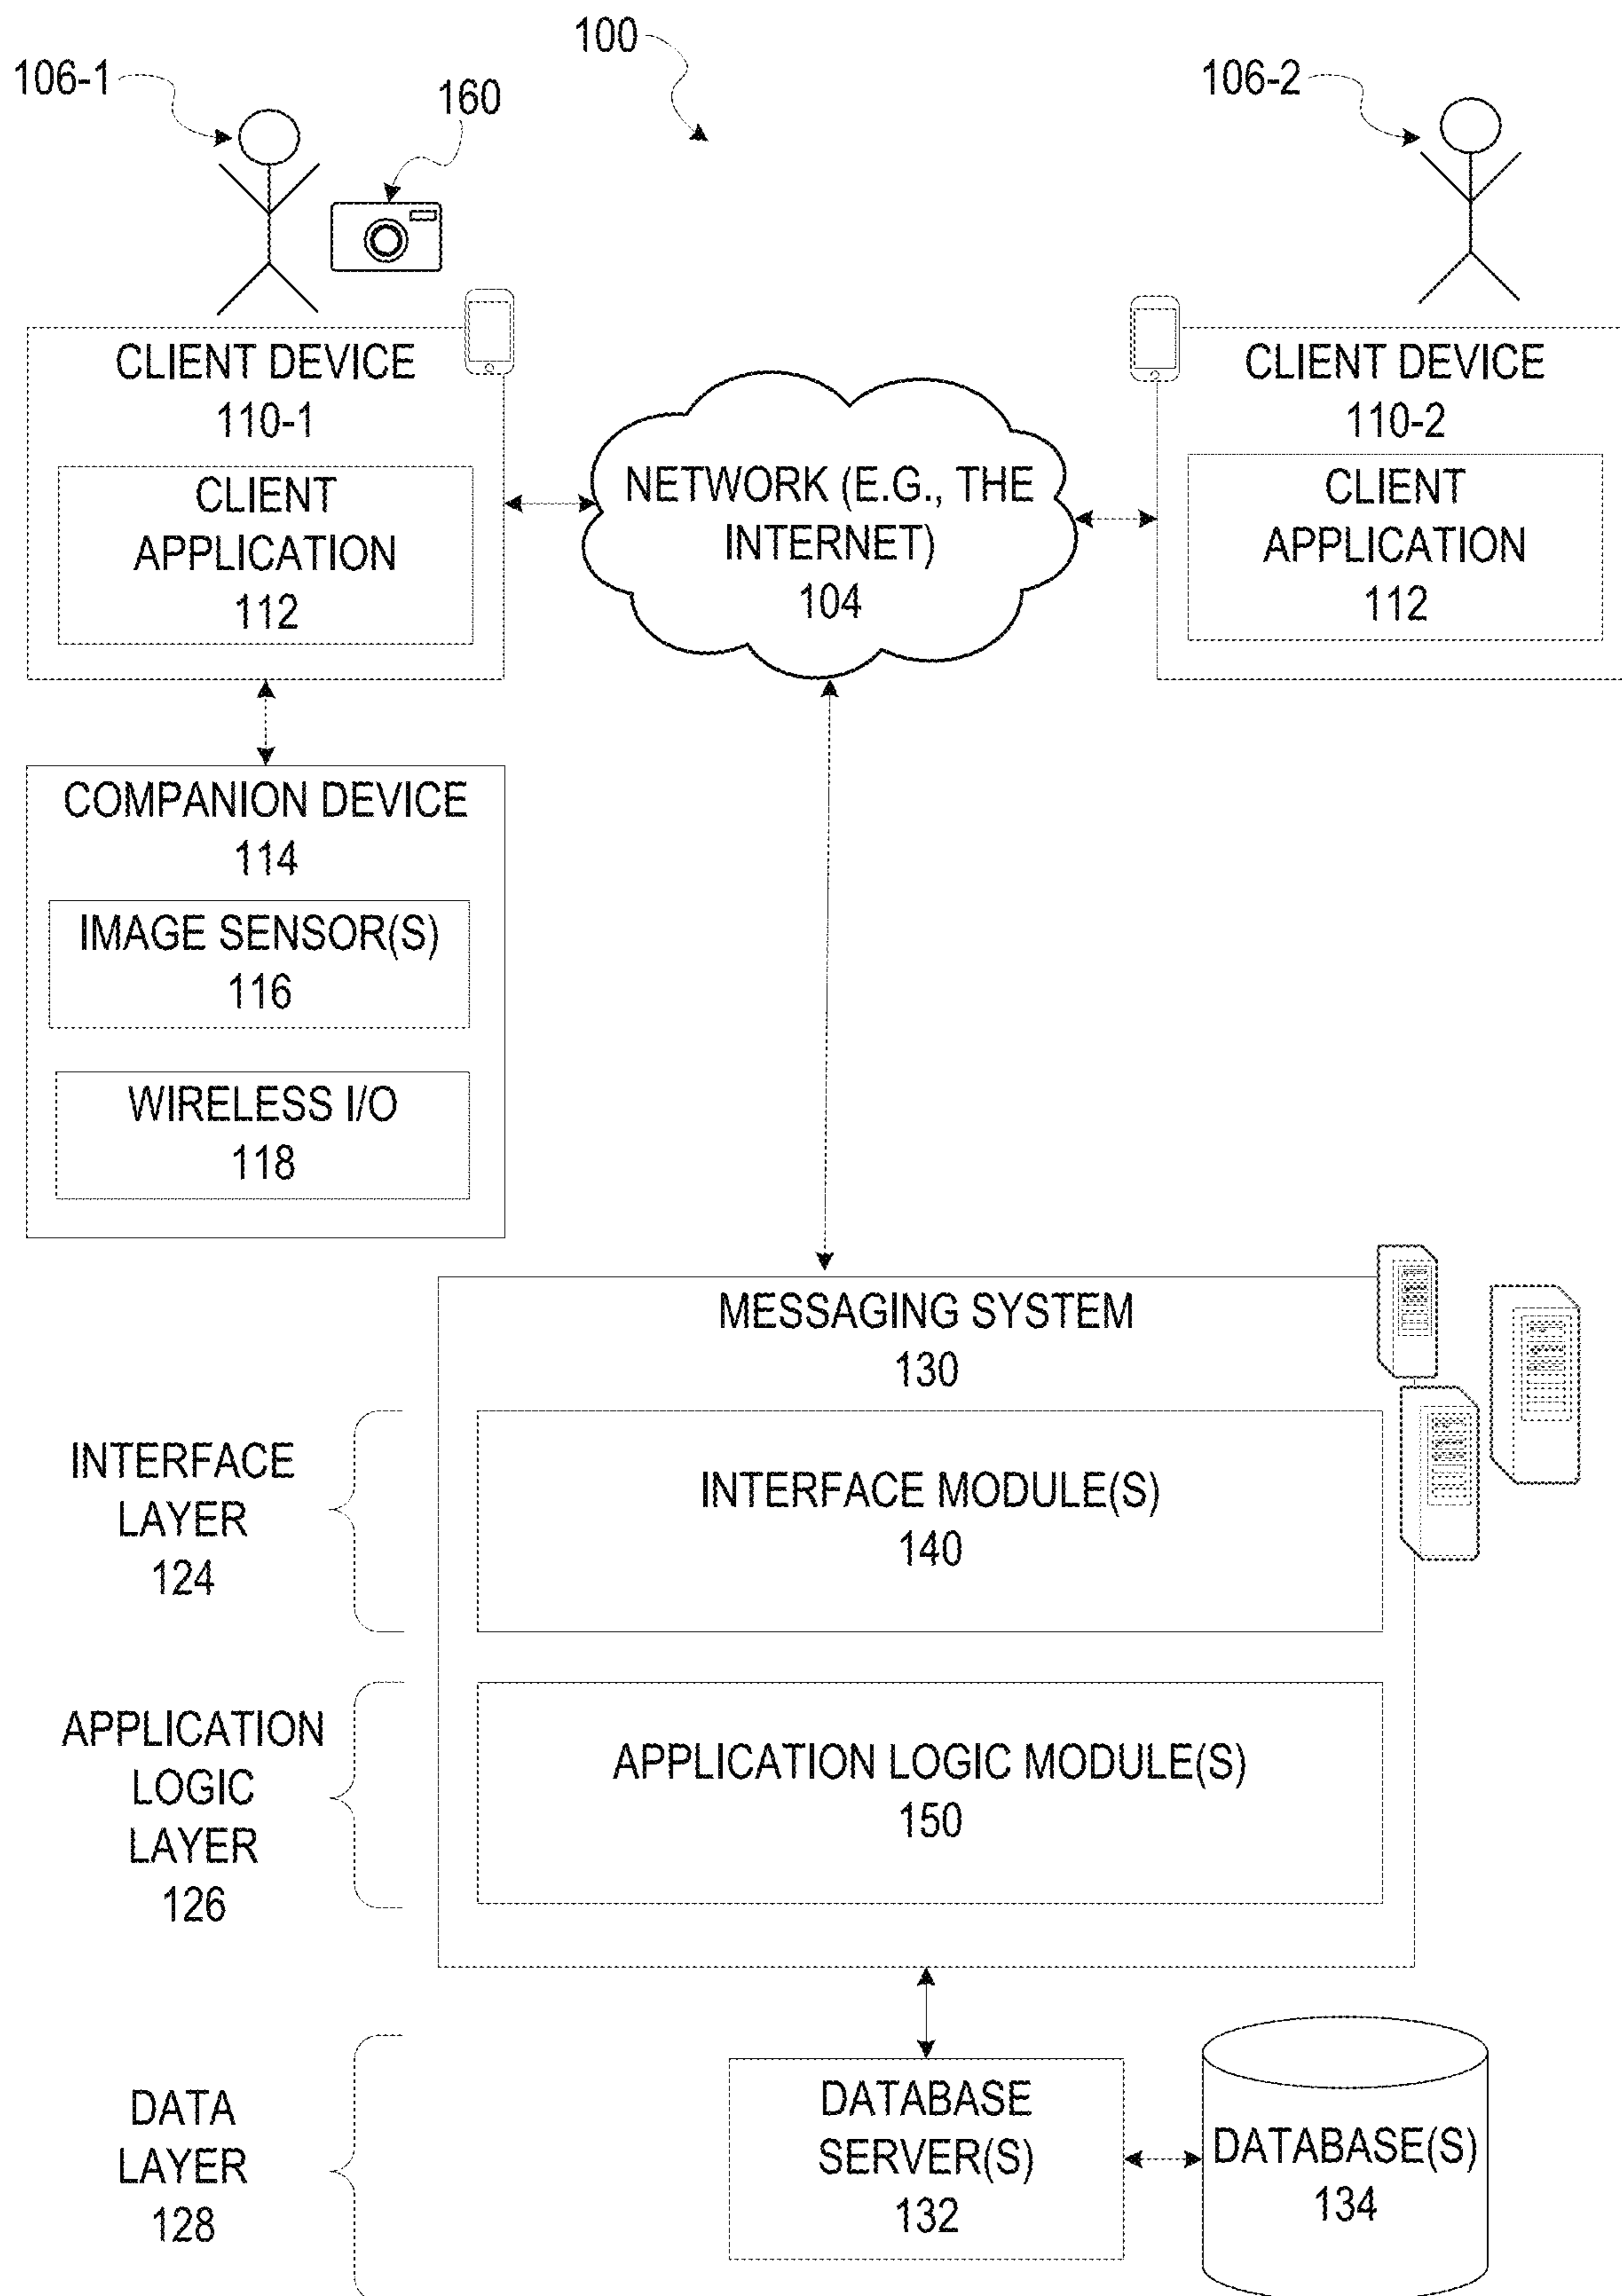 100
106-1
160
106-2
CLIENT DEVICE
110-1
CLIENT
APPLICATION
112
NETWORK (E.G., THE
INTERNET)
104
CLIENT DEVICE
110-2
CLIENT
APPLICATION
112
COMPANION DEVICE
114
IMAGE SENSOR(S)
116
WIRELESS I/O
118
MESSAGING SYSTEM
130
INTERFACE
LAYER
124
INTERFACE MODULE(S)
140
APPLICATION
LOGIC
LAYER
126
APPLICATION LOGIC MODULE(S)
150
DATA
LAYER
128
DATABASE
SERVER(S)
132
DATABASE(S)
134